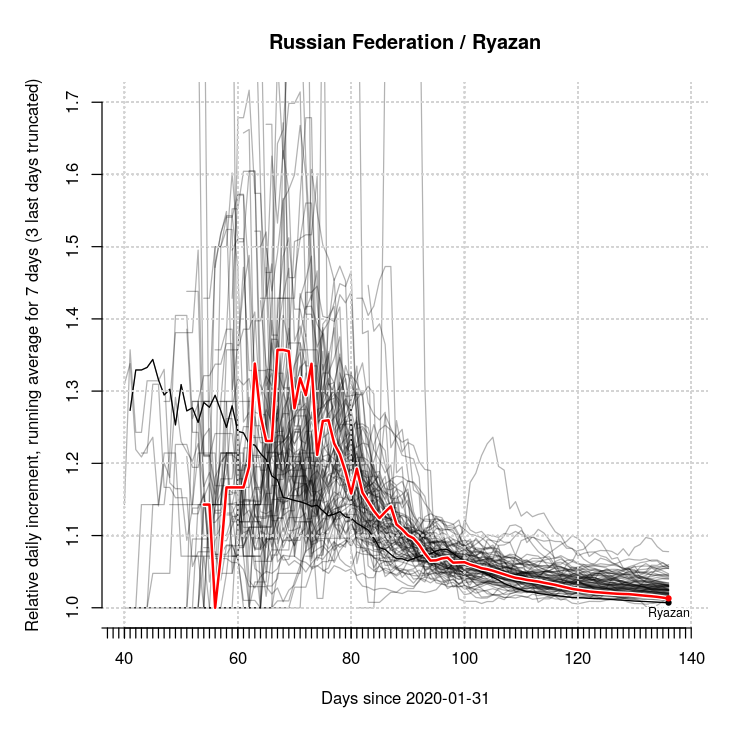 Russian Federation / Ryazan
Relative daily increment, running average for 7 days (3 last days truncated)
1.7
1.6
1.5
1.4
1.3
1.2
1.1
1.0
Ryazan
40 60 80 100 120 140
Days since 2020-01-31